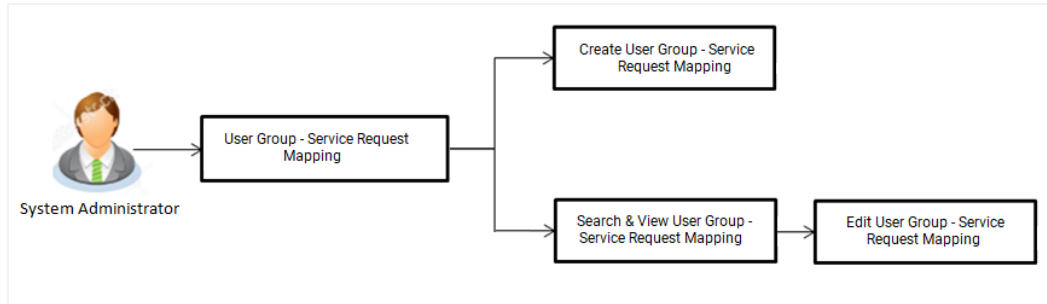 Create User Group - Service
Request Mapping
User Group - Service Request
Mapping
System Administrator
Search & View User Group -
Service Request Mapping
Edit User Group - Service
Request Mapping